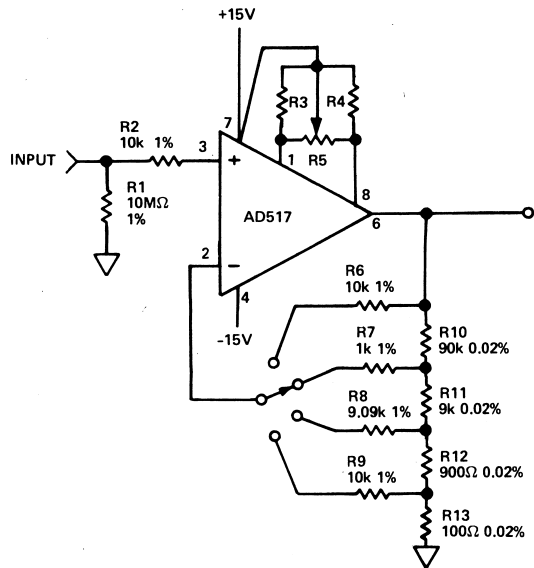 +15V
7
R3
R4
R2
10k 1%
3
INPUT
+
1
R5
R1
10MΩ
1%
8
AD517
6
2
–
4
-15V
R6
10k 1%
R7
1k 1%
R10
90k 0.02%
R8
9.09k 1%
R11
9k 0.02%
R9
10k 1%
R12
900Ω 0.02%
R13
100Ω 0.02%